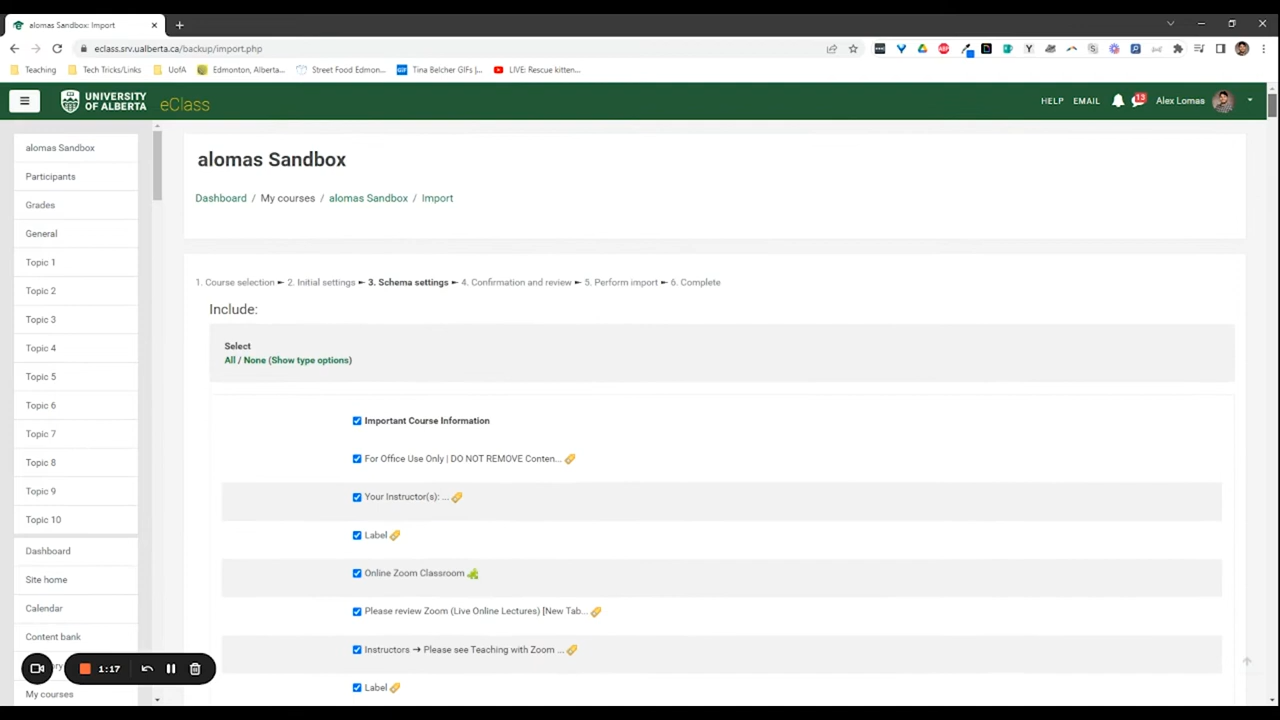 alomas Sandbox: Import
eclass.srv.ualberta.ca/backup/import.php
Teaching
Tech Tricks/Links
UofA
Edmonton, Alberta...
Street Food Edmon...
GIF
Tina Belcher GIFs |...
LIVE: Rescue kitten...
UNIVERSITY
OF ALBERTA
eClass
HELP
EMAIL
13
Alex Lomas
alomas Sandbox
Participants
Grades
General
Topic 1
Topic 2
Topic 3
Topic 4
Topic 5
Topic 6
Topic 7
Topic 8
Topic 9
Topic 10
Dashboard
Site home
Calendar
Content bank
My courses
1:17
alomas Sandbox
Dashboard / My courses / alomas Sandbox / Import
1. Course selection ► 2. Initial settings ► 3. Schema settings ► 4. Confirmation and review ► 5. Perform import ► 6. Complete
Include:
Select
All / None (Show type options)
Important Course Information
For Office Use Only | DO NOT REMOVE Conten...
Your Instructor(s): ...
Label
Online Zoom Classroom
Please review Zoom (Live Online Lectures) [New Tab...
Instructors ➔ Please see Teaching with Zoom ...
Label